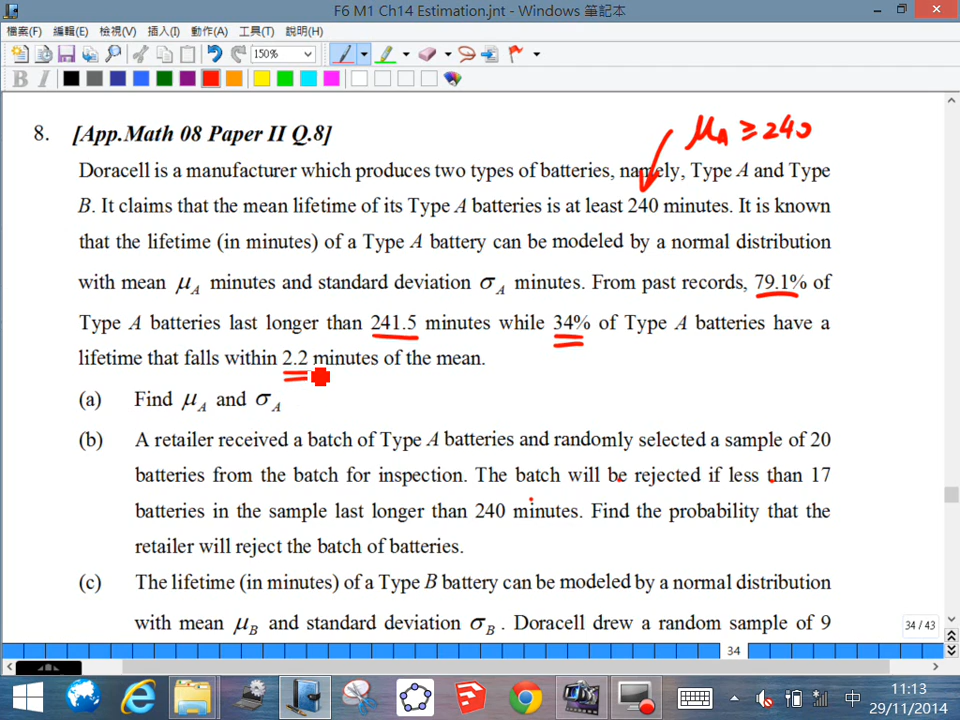 F6 M1 Ch14 Estimation.jnt - Windows 筆記本
檔案(F) 編輯(E) 檢視(V) 插入(I) 動作(A) 工具(T) 說明(H)
150%
B I
μA ≥ 240
8. [App.Math 08 Paper II Q.8]
Doracell is a manufacturer which produces two types of batteries, namely, Type A and Type
B. It claims that the mean lifetime of its Type A batteries is at least 240 minutes. It is known
that the lifetime (in minutes) of a Type A battery can be modeled by a normal distribution
with mean μA minutes and standard deviation σA minutes. From past records, 79.1% of
Type A batteries last longer than 241.5 minutes while 34% of Type A batteries have a
lifetime that falls within 2.2 minutes of the mean.
(a) Find μA and σA
(b) A retailer received a batch of Type A batteries and randomly selected a sample of 20
batteries from the batch for inspection. The batch will be rejected if less than 17
batteries in the sample last longer than 240 minutes. Find the probability that the
retailer will reject the batch of batteries.
(c) The lifetime (in minutes) of a Type B battery can be modeled by a normal distribution
with mean μB and standard deviation σB. Doracell drew a random sample of 9
34 / 43
34
中
11:13
29/11/2014